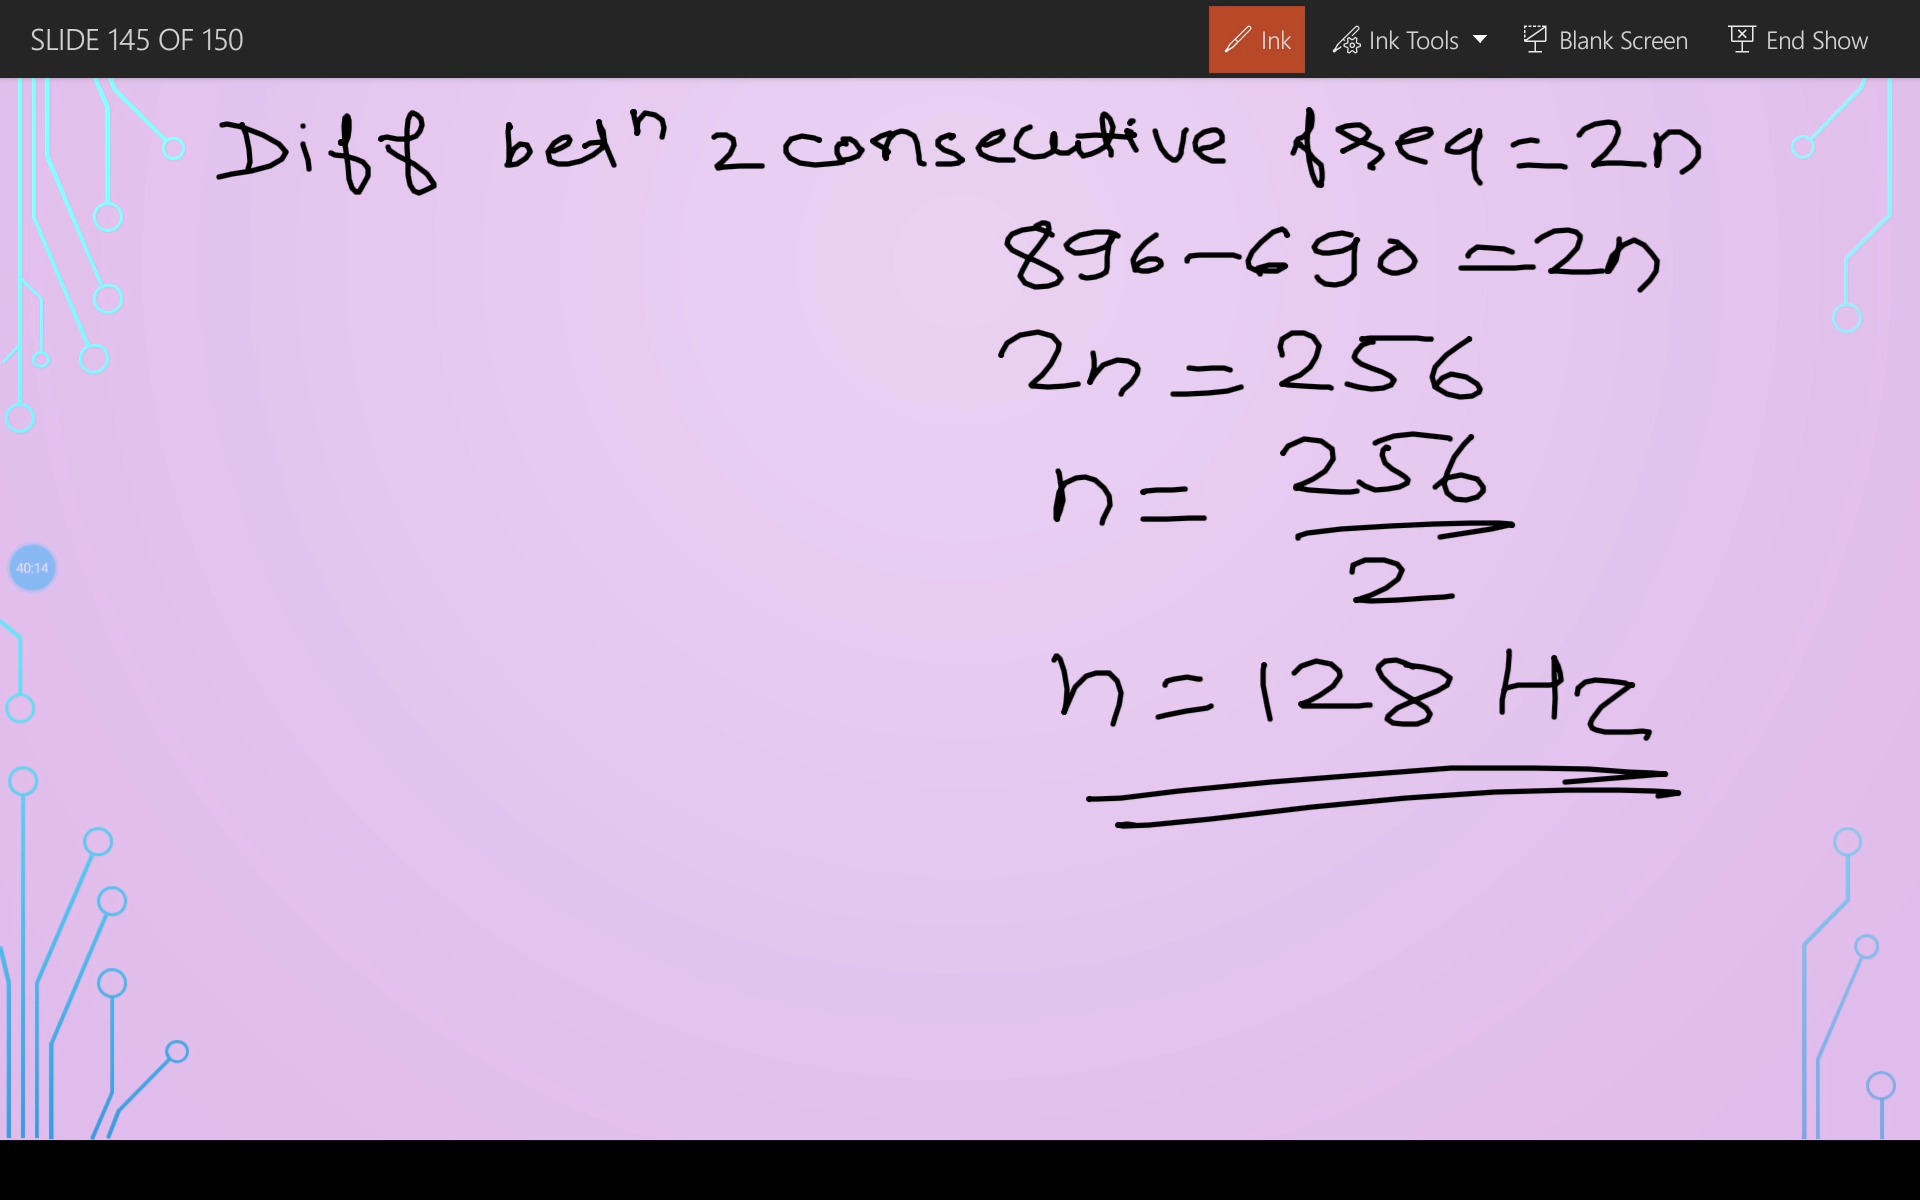 SLIDE 145 OF 150
Ink
Ink Tools
Blank Screen
End Show
Diff betⁿ 2 consecutive freq = 2n
896 - 690 = 2n
2n = 256
n = 256
2
40:14
n = 128 Hz